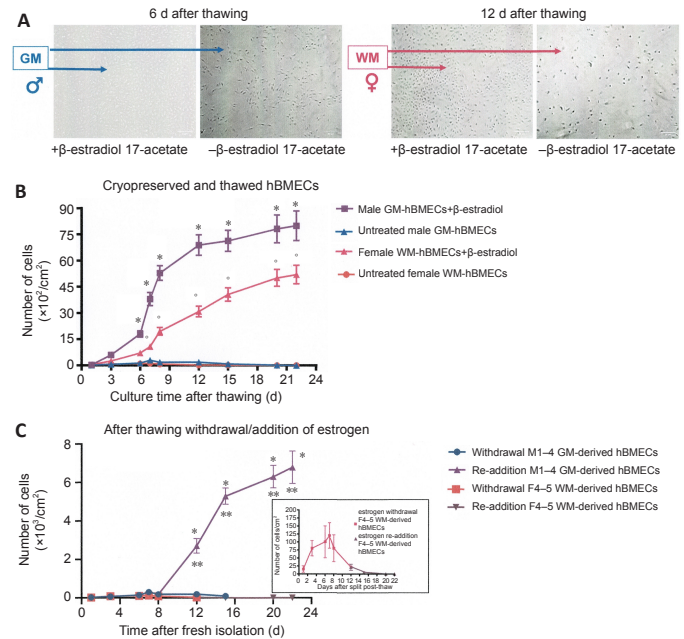 A
6 d after thawing
12 d after thawing
GM
♂
WM
♀
+β-estradiol 17-acetate
–β-estradiol 17-acetate
+β-estradiol 17-acetate
–β-estradiol 17-acetate
B
Cryopreserved and thawed hBMECs
Number of cells
(×10²/cm²)
90
75
60
45
30
15
0
0 3 6 9 12 15 18 21 24
Culture time after thawing (d)
* * * * * * *
Male GM-hBMECs+β-estradiol
Untreated male GM-hBMECs
Female WM-hBMECs+β-estradiol
Untreated female WM-hBMECs
C
After thawing withdrawal/addition of estrogen
Number of cells
(×10³/cm²)
8
6
4
2
0
0 4 8 12 16 20 24
Time after fresh isolation (d)
* * * *
** ** ** **
Withdrawal M1–4 GM-derived hBMECs
Re-addition M1–4 GM-derived hBMECs
Withdrawal F4–5 WM-derived hBMECs
Re-addition F4–5 WM-derived hBMECs
Number of cells/cm²
200
175
150
125
100
75
50
25
0
0 2 4 6 8 10 12 14 16 18 20 22
Days after split post-thaw
estrogen withdrawal
F4–5 WM-derived
hBMECs
estrogen re-addition
F4–5 WM-derived
hBMECs